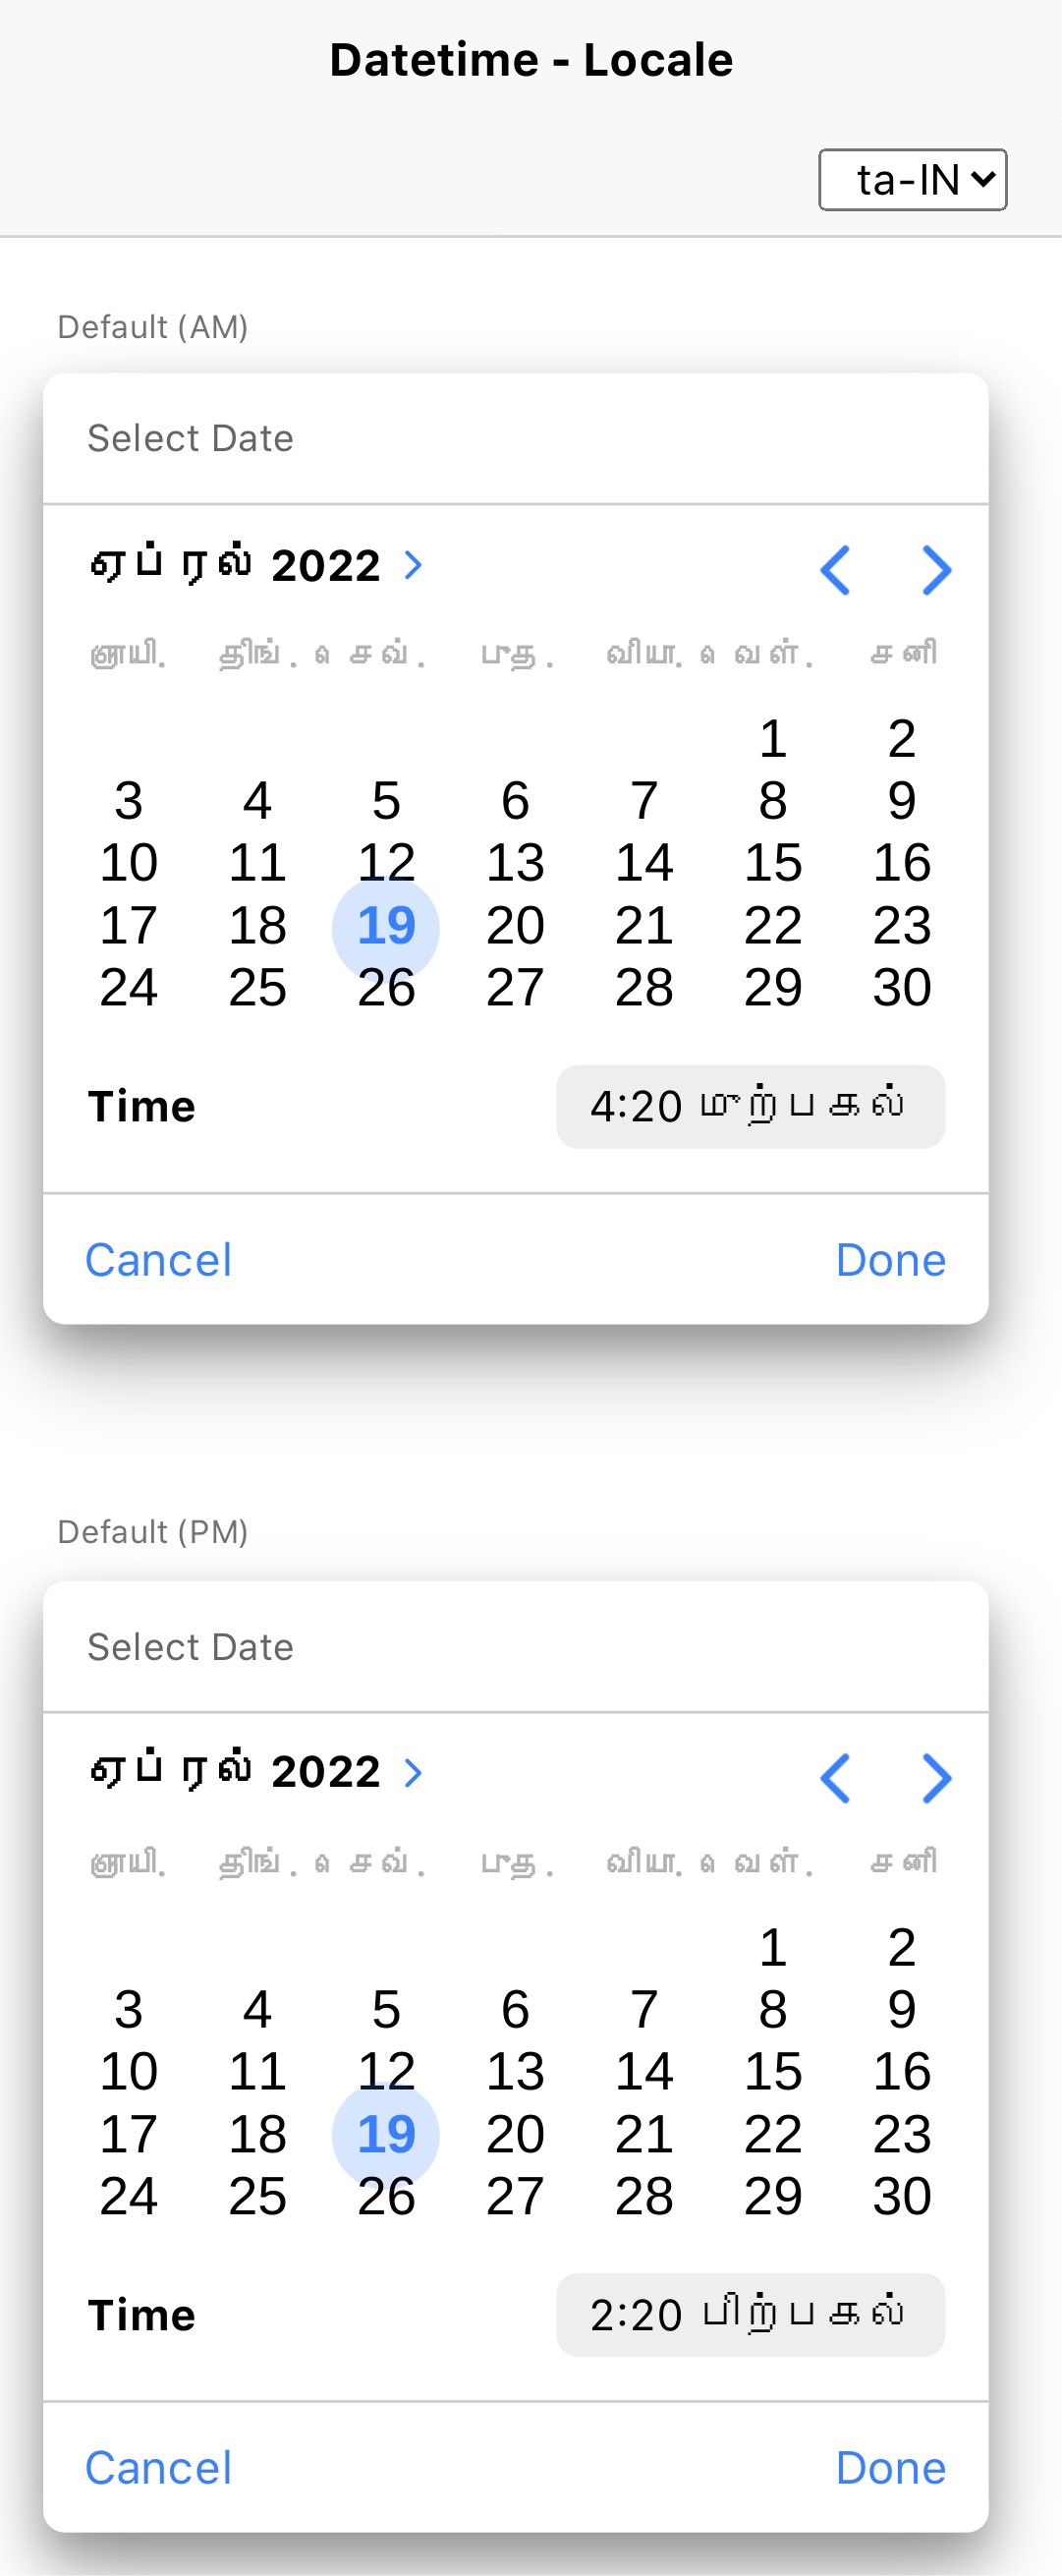 Datetime - Locale
ta-IN
Default (AM)
Select Date
ஏப்ரல் 2022
ஞாயி. திங். செவ். புத. வியா. வெள். சனி
1 2
3 4 5 6 7 8 9
10 11 12 13 14 15 16
17 18 19 20 21 22 23
24 25 26 27 28 29 30
Time 4:20 முற்பகல்
Cancel Done
Default (PM)
Select Date
ஏப்ரல் 2022
ஞாயி. திங். செவ். புத. வியா. வெள். சனி
1 2
3 4 5 6 7 8 9
10 11 12 13 14 15 16
17 18 19 20 21 22 23
24 25 26 27 28 29 30
Time 2:20 பிற்பகல்
Cancel Done